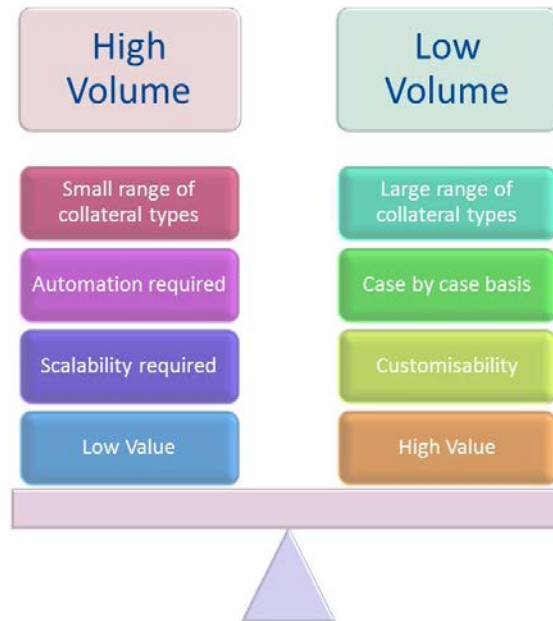 High
Volume
Small range of
collateral types
Automation required
Scalability required
Low Value
Low
Volume
Large range of
collateral types
Case by case basis
Customisability
High Value